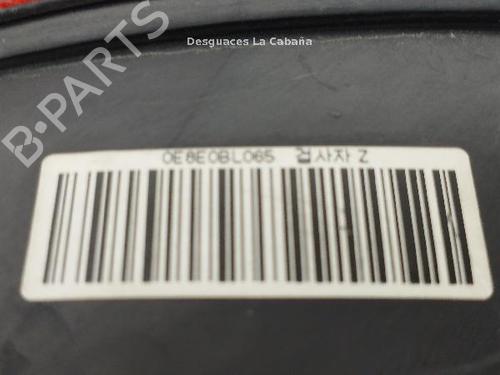 Desguaces La Cabaña
B-PARTS
0E8E0BL065 검사자 Z